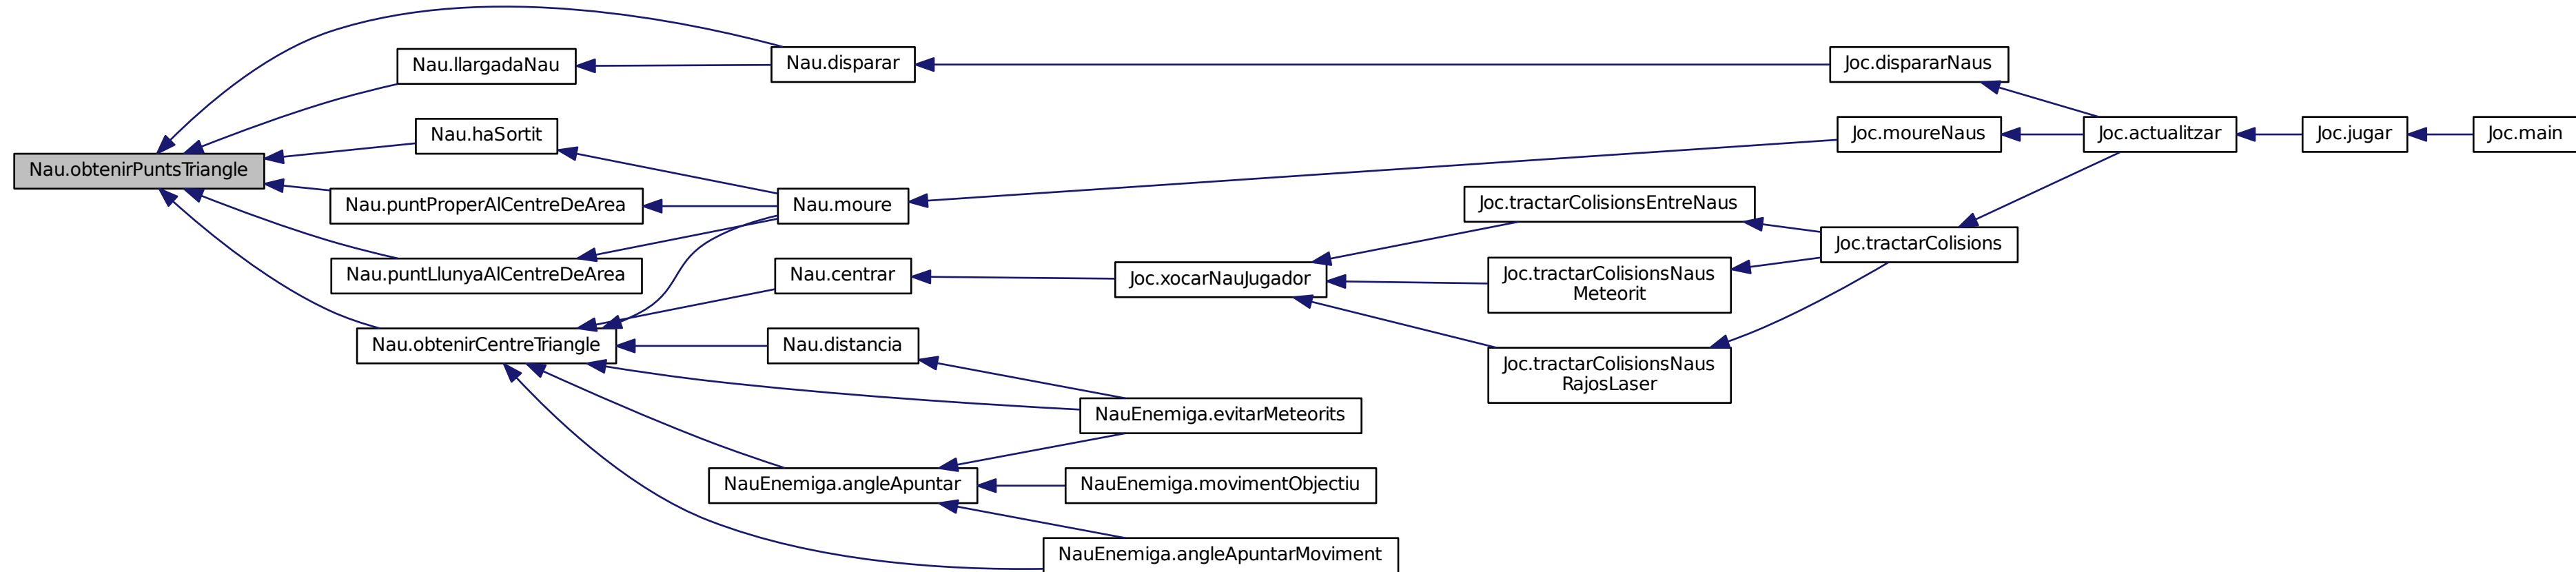 Nau.obtenirPuntsTriangle
Nau.llargadaNau
Nau.disparar
Joc.dispararNaus
Nau.haSortit
Joc.moureNaus
Joc.actualitzar
Joc.jugar
Joc.main
Nau.puntProperAlCentreDeArea
Nau.moure
Joc.tractarColisionsEntreNaus
Joc.tractarColisions
Nau.puntLlunyaAlCentreDeArea
Nau.centrar
Joc.xocarNauJugador
Joc.tractarColisionsNaus
Meteorit
Nau.obtenirCentreTriangle
Nau.distancia
Joc.tractarColisionsNaus
RajosLaser
NauEnemiga.evitarMeteorits
NauEnemiga.angleApuntar
NauEnemiga.movimentObjectiu
NauEnemiga.angleApuntarMoviment